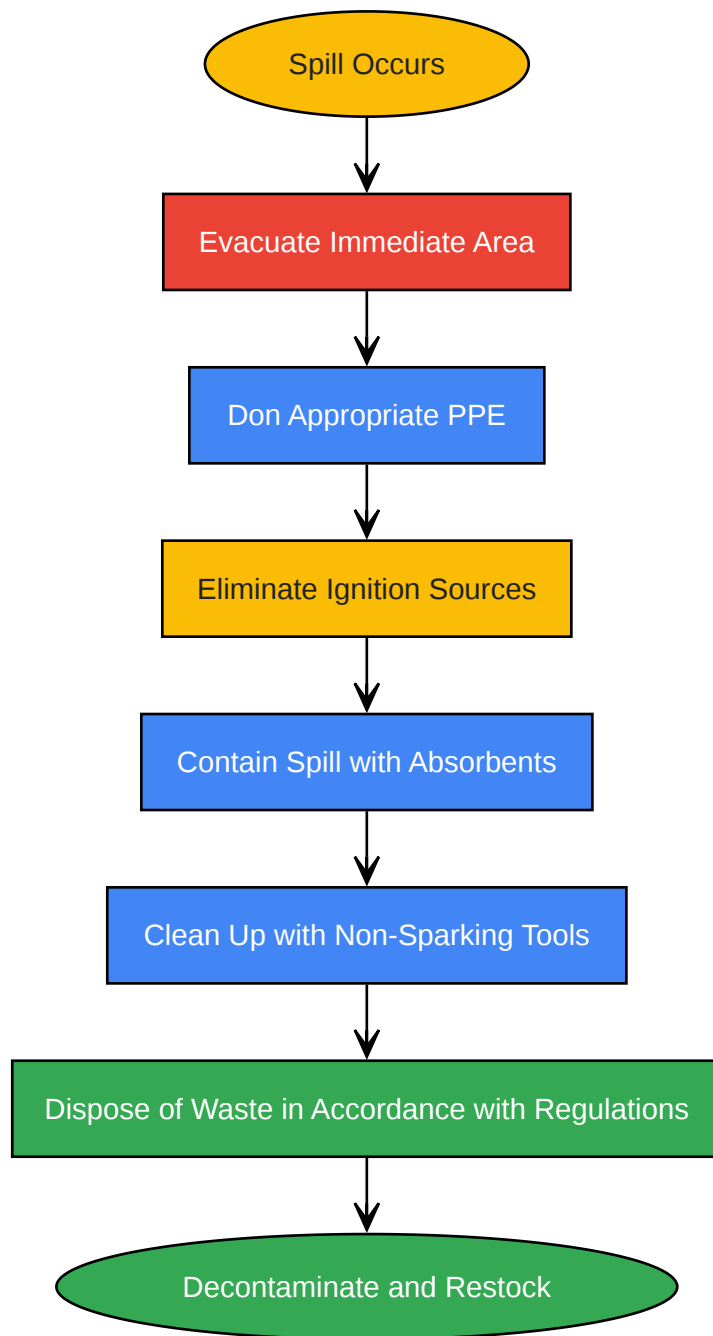 Spill Occurs
Evacuate Immediate Area
Don Appropriate PPE
Eliminate Ignition Sources
Contain Spill with Absorbents
Clean Up with Non-Sparking Tools
Dispose of Waste in Accordance with Regulations
Decontaminate and Restock